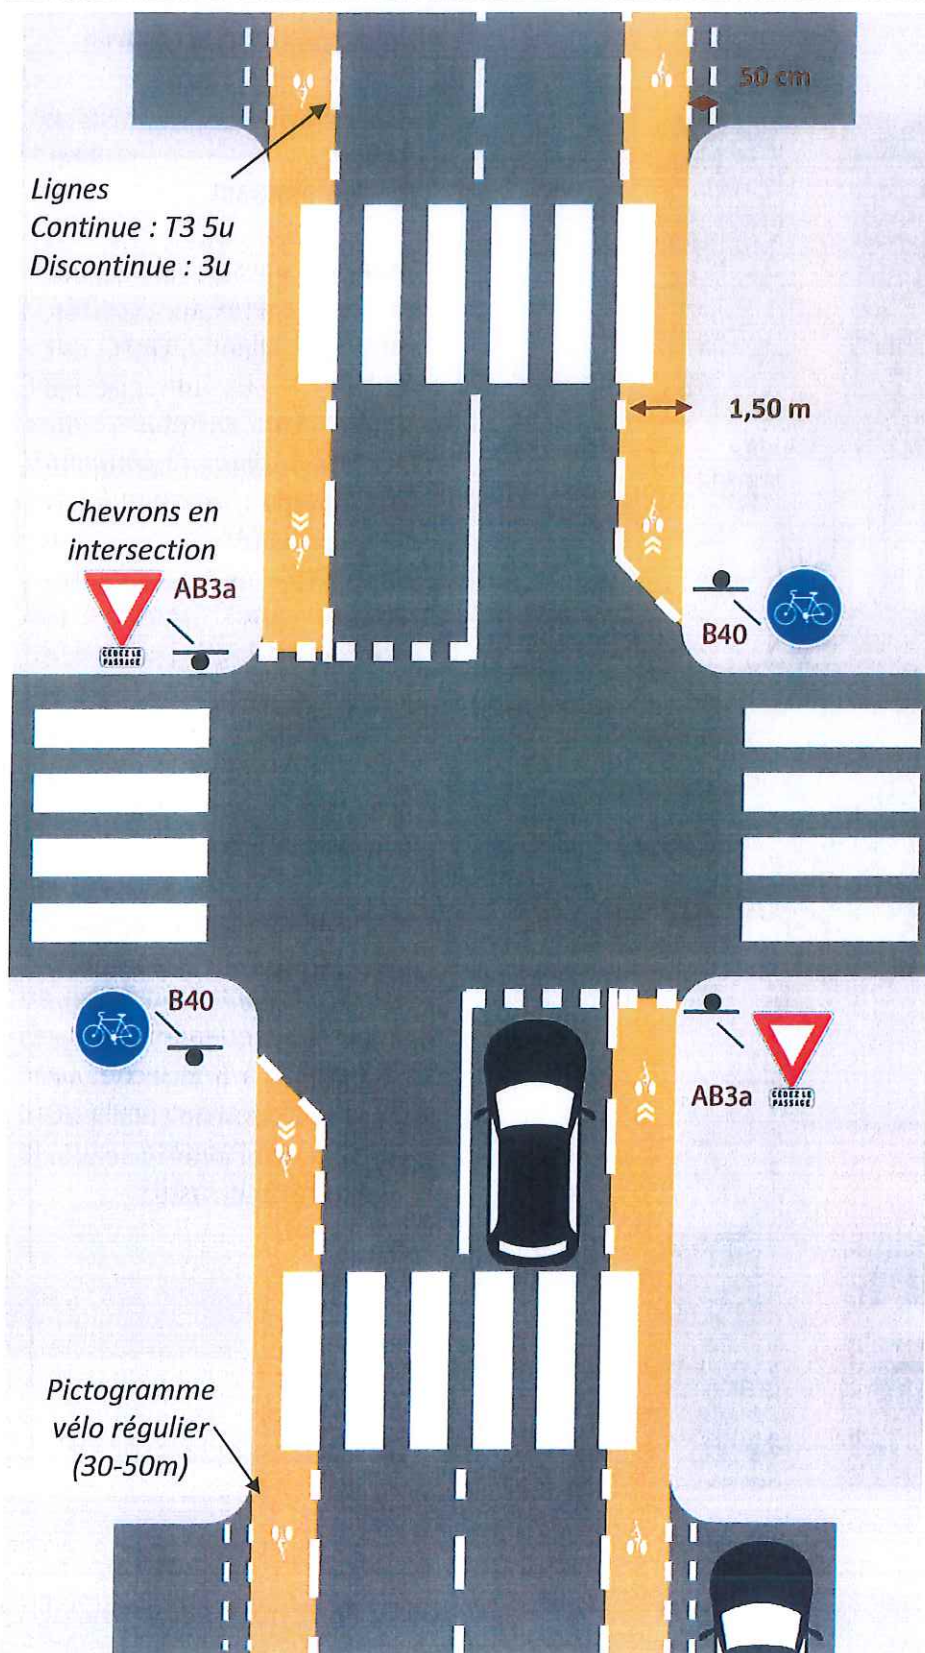 50 cm
Lignes
Continue : T3 5u
Discontinue : 3u
1,50 m
Chevrons en
intersection
AB3a
CÉDEZ LE
PASSAGE
B40
B40
AB3a
CÉDEZ LE
PASSAGE
Pictogramme
vélo régulier
(30-50m)